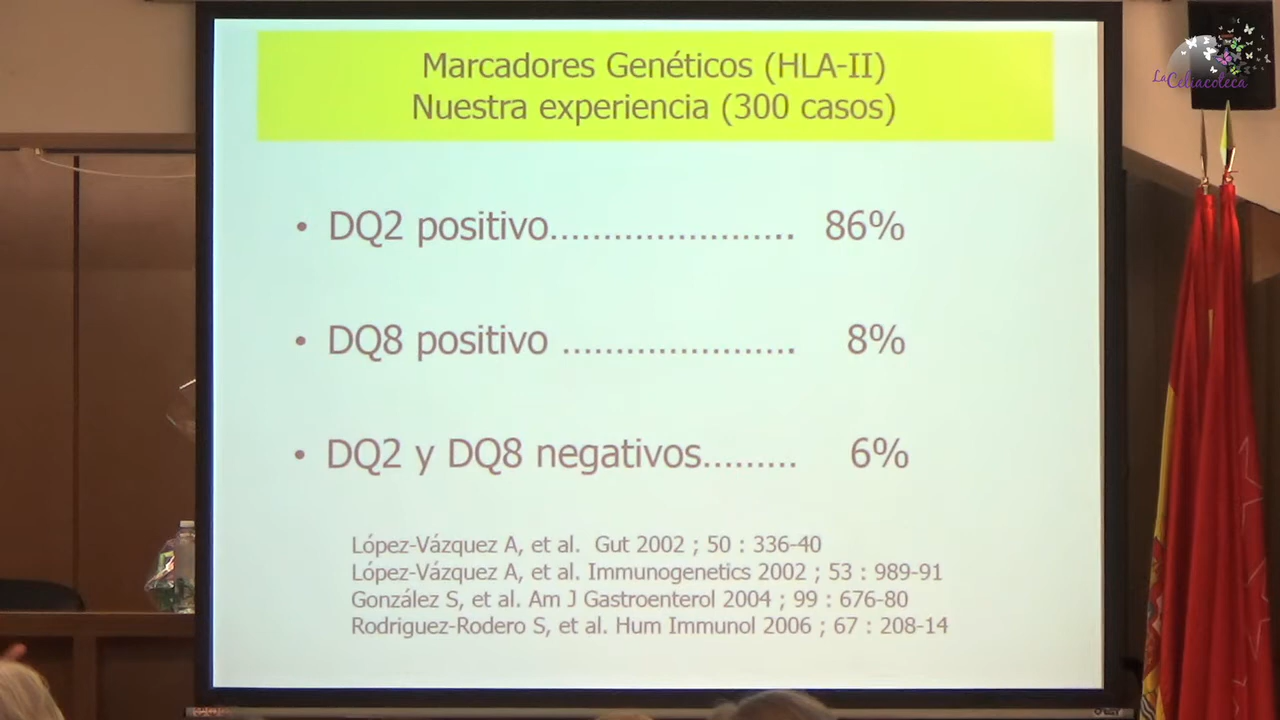 Marcadores Genéticos (HLA-II)
Nuestra experiencia (300 casos)
• DQ2 positivo....................... 86%
• DQ8 positivo ...................... 8%
• DQ2 y DQ8 negativos......... 6%
López-Vázquez A, et al. Gut 2002 ; 50 : 336-40
López-Vázquez A, et al. Immunogenetics 2002 ; 53 : 989-91
González S, et al. Am J Gastroenterol 2004 ; 99 : 676-80
Rodriguez-Rodero S, et al. Hum Immunol 2006 ; 67 : 208-14
La Celiacoteca